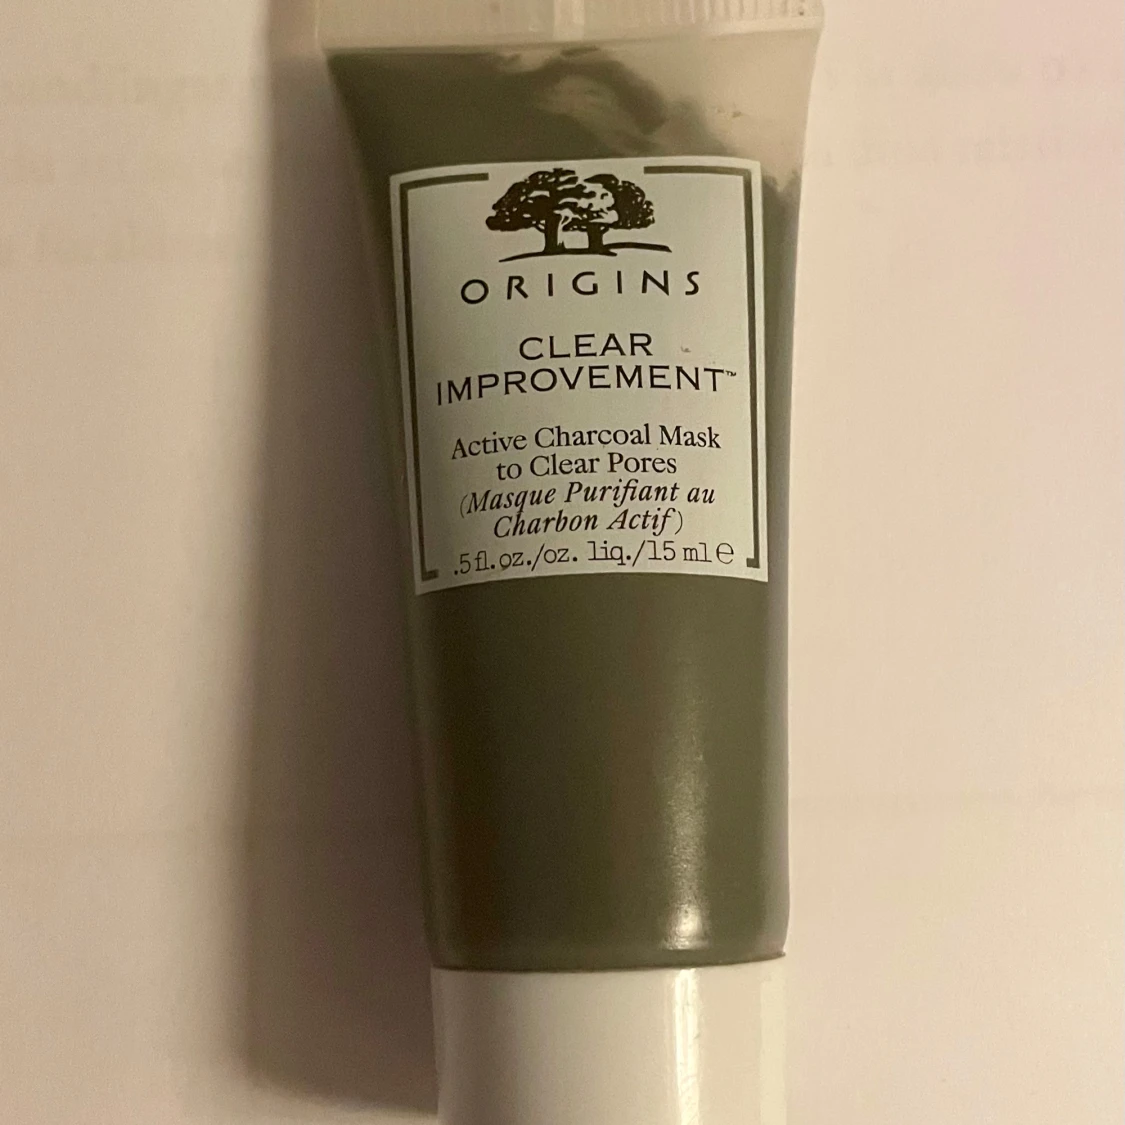 ORIGINS
CLEAR
IMPROVEMENT™
Active Charcoal Mask
to Clear Pores
(Masque Purifiant au
Charbon Actif)
.5 fl. oz./oz. liq./15 ml e